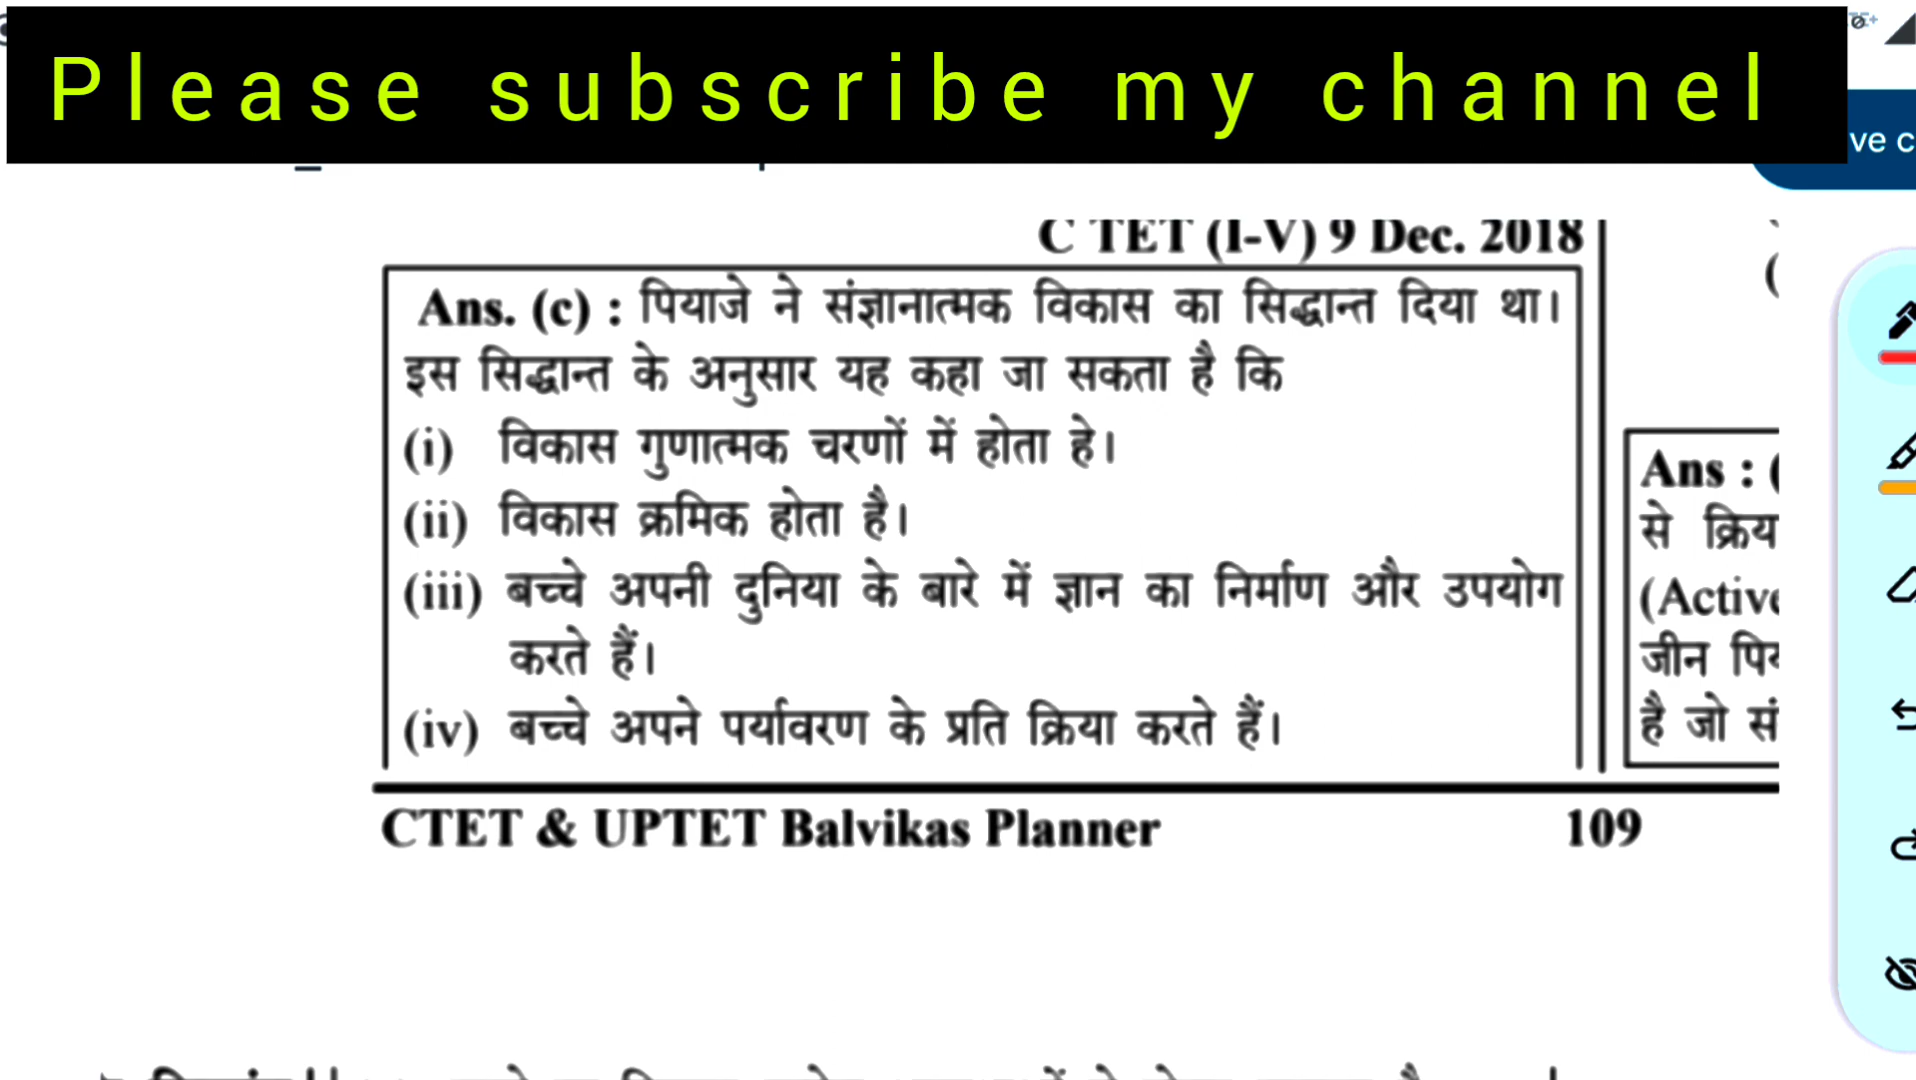 Please subscribe my channel
ve c
C TET (I-V) 9 Dec. 2018
Ans. (c) : पियाजे ने संज्ञानात्मक विकास का सिद्धान्त दिया था।
इस सिद्धान्त के अनुसार यह कहा जा सकता है कि
(i) विकास गुणात्मक चरणों में होता हे।
(ii) विकास क्रमिक होता है।
(iii) बच्चे अपनी दुनिया के बारे में ज्ञान का निर्माण और उपयोग
करते हैं।
(iv) बच्चे अपने पर्यावरण के प्रति क्रिया करते हैं।
(
Ans : (
से क्रिय
(Active
जीन
है जो सं
CTET & UPTET Balvikas Planner 109